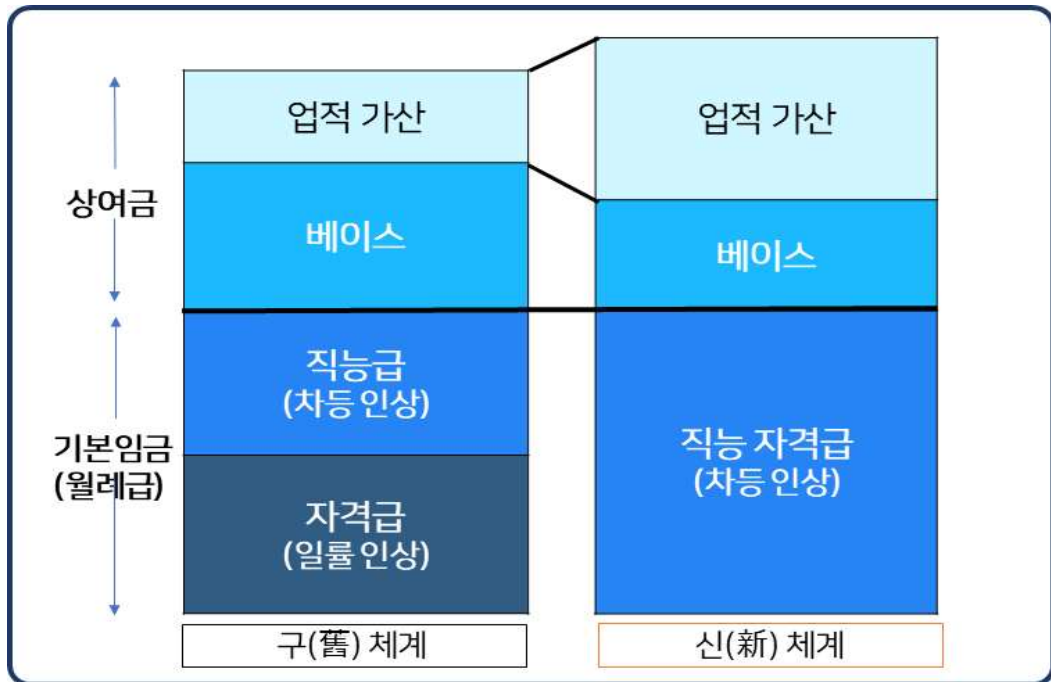 상여금
기본임금
(월례급)
업적 가산
베이스
직능급
(차등 인상)
자격급
(일률 인상)
구(舊) 체계
업적 가산
베이스
직능 자격급
(차등 인상)
신(新) 체계